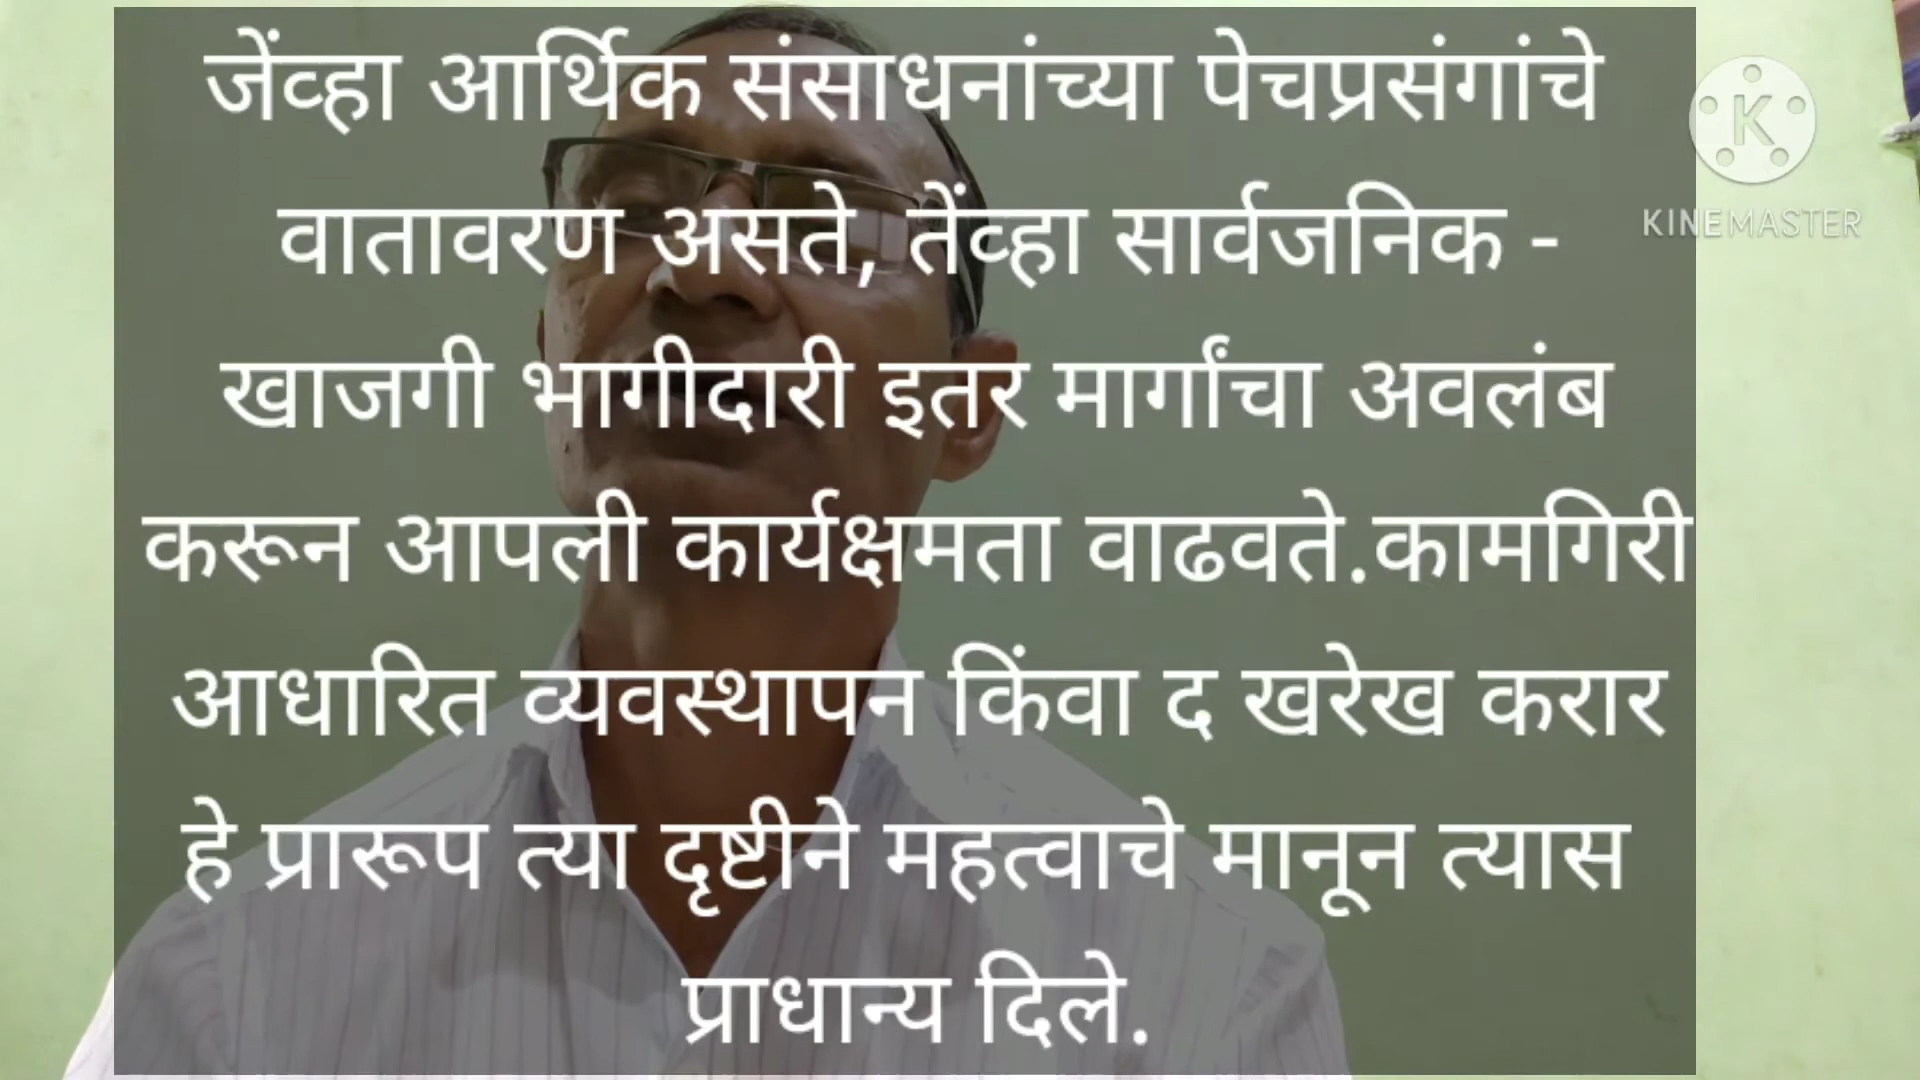 जेंव्हा आर्थिक संसाधनांच्या पेचप्रसंगांचे
वातावरण असते, तेंव्हा सार्वजनिक -
खाजगी भागीदारी इतर मार्गांचा अवलंब
करून आपली कार्यक्षमता वाढवते.कामगिरी
आधारित व्यवस्थापन किंवा द खरेख करार
हे प्रारूप त्या दृष्टीने महत्वाचे मानून त्यास
प्राधान्य दिले.
K
KINEMASTER